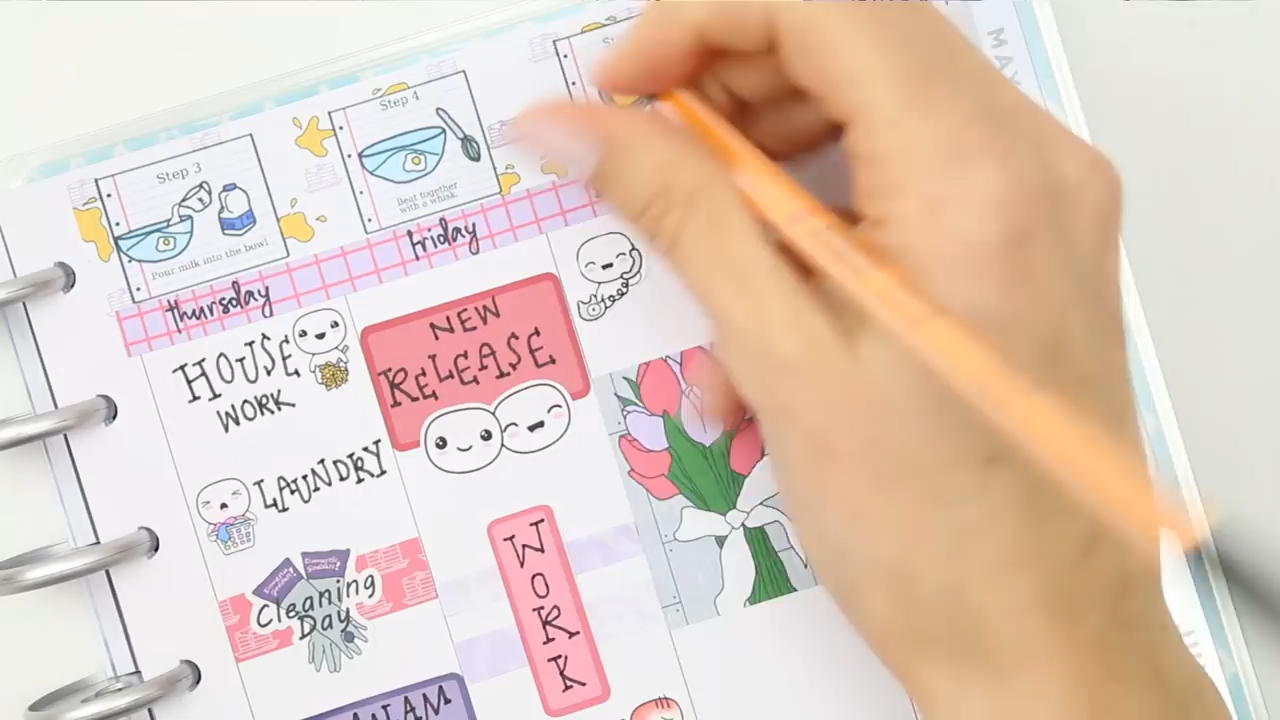 Step 3
Pour milk into the bowl
Step 4
Beat together
with a whisk.
thursday
friday
HOUSE
WORK
LAUNDRY
Cleaning
Day
NEW
RELEASE
WORK
MAY